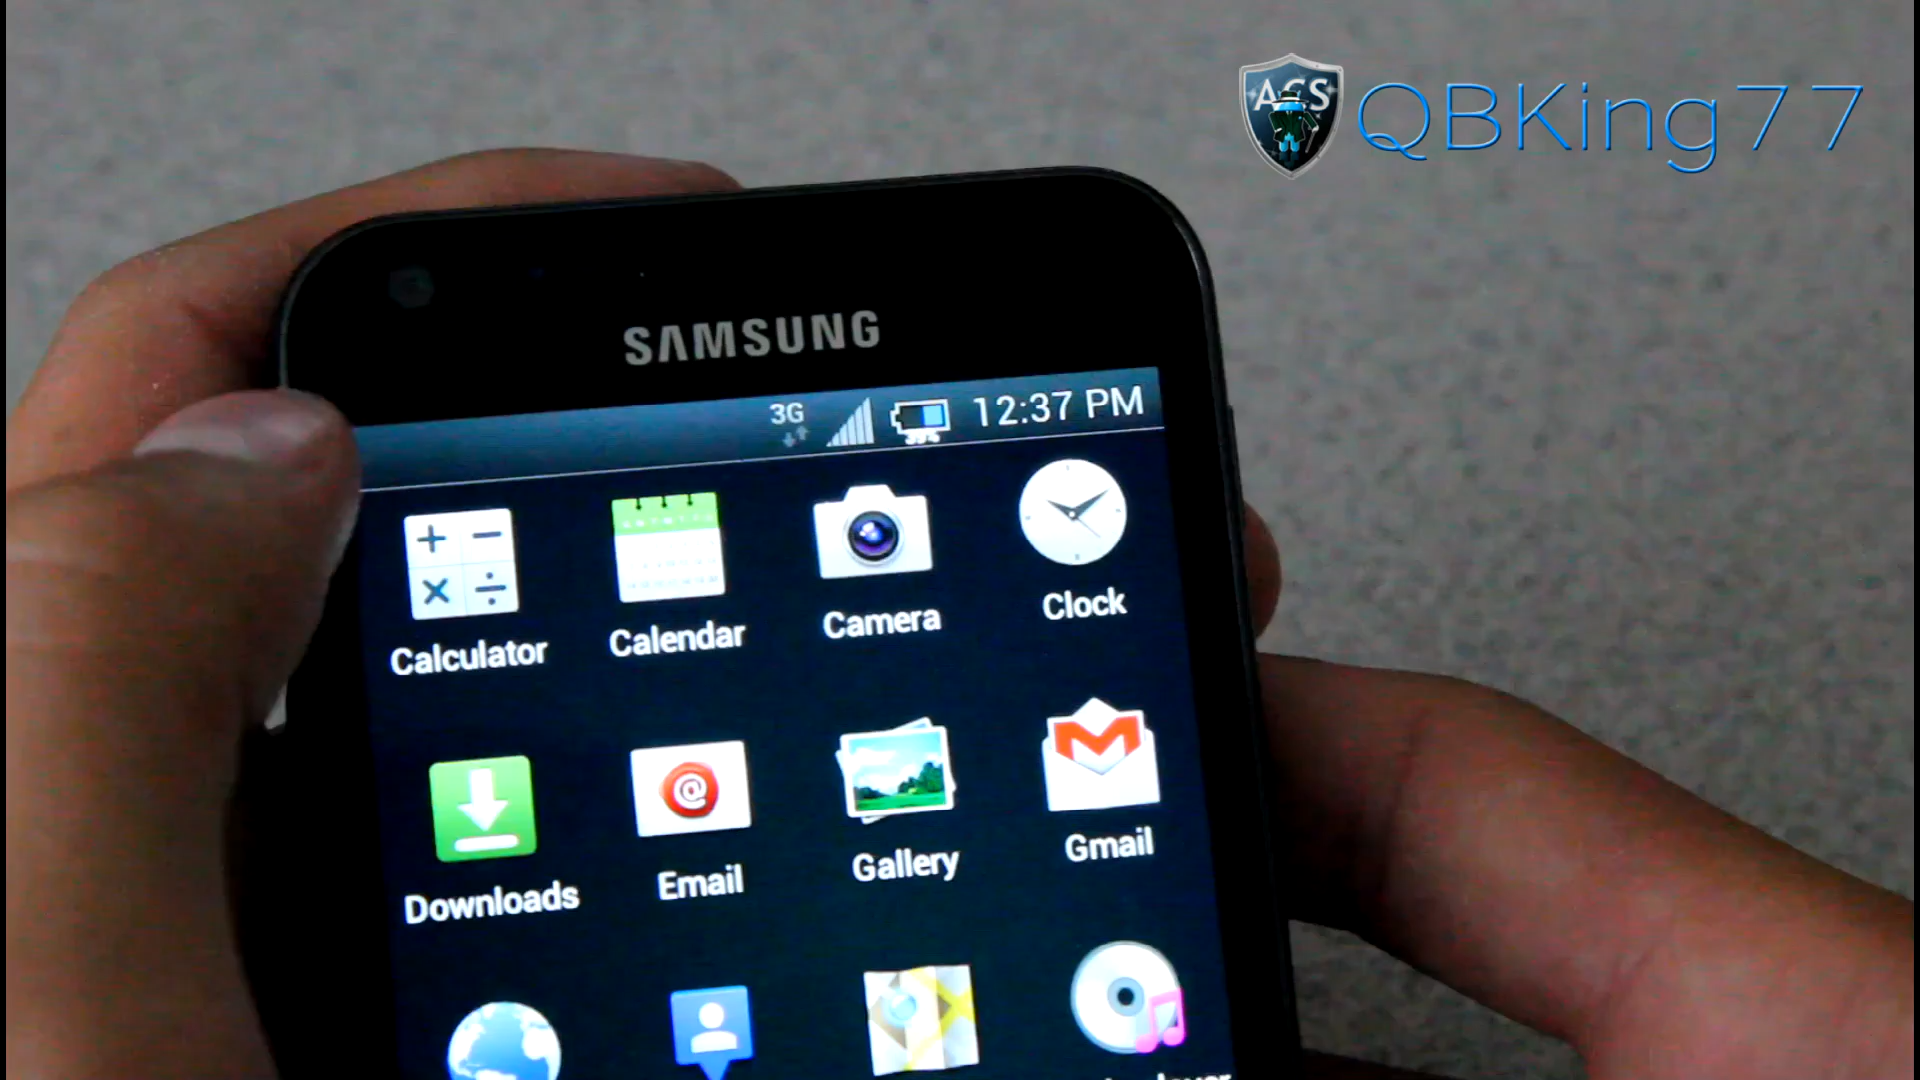 ACS QBKing77
SAMSUNG
3G 12:37 PM
Calculator Calendar Camera Clock
Downloads Email Gallery Gmail